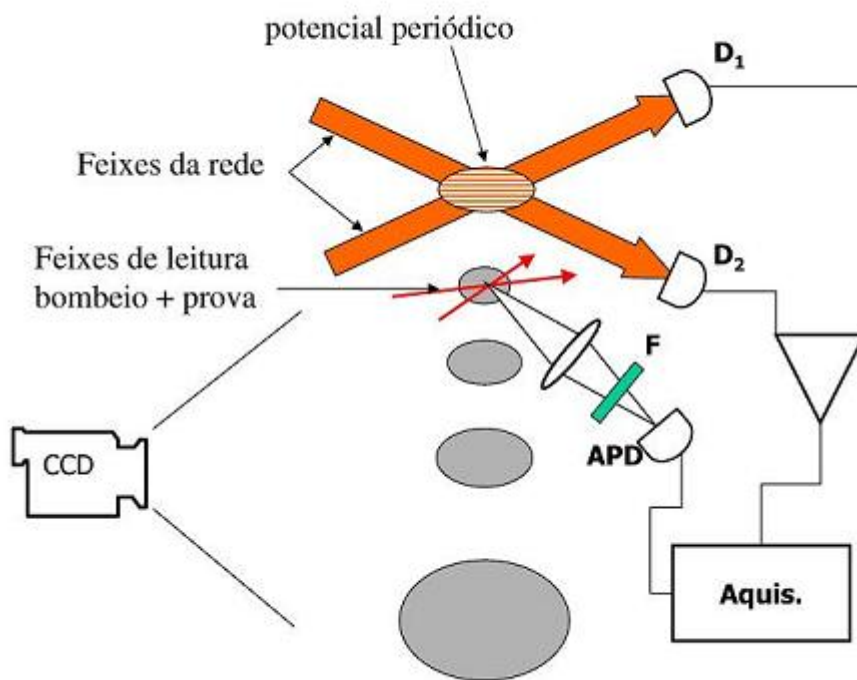 potencial periódico
D1
Feixes da rede
Feixes de leitura
bombeio + prova
D2
F
APD
CCD
Aquis.